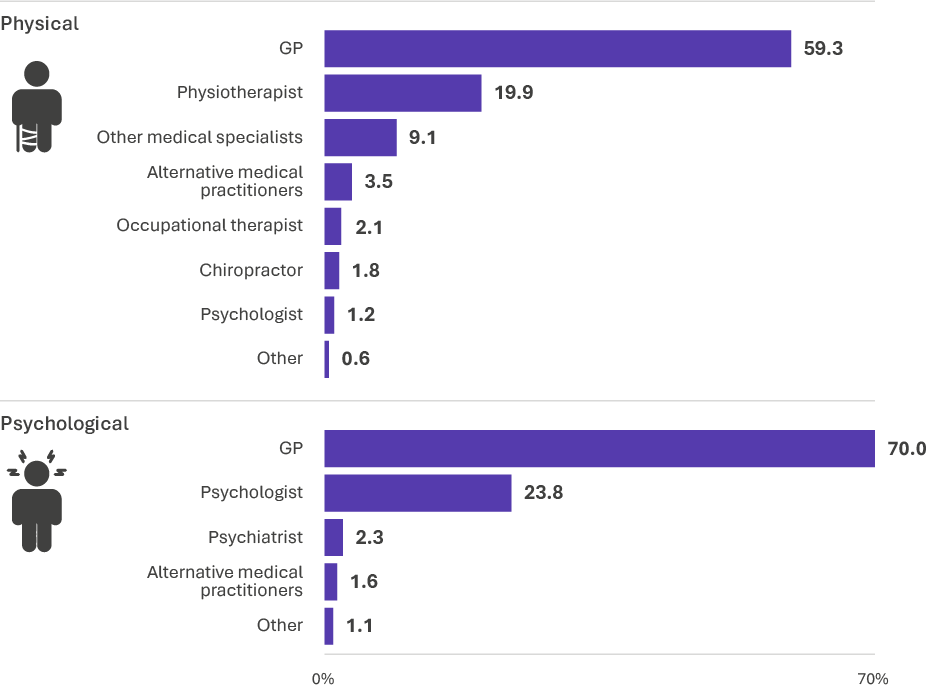 Physical
GP 59.3
Physiotherapist 19.9
Other medical specialists 9.1
Alternative medical
practitioners 3.5
Occupational therapist 2.1
Chiropractor 1.8
Psychologist 1.2
Other 0.6
Psychological
GP 70.0
Psychologist 23.8
Psychiatrist 2.3
Alternative medical
practitioners 1.6
Other 1.1
0% 70%